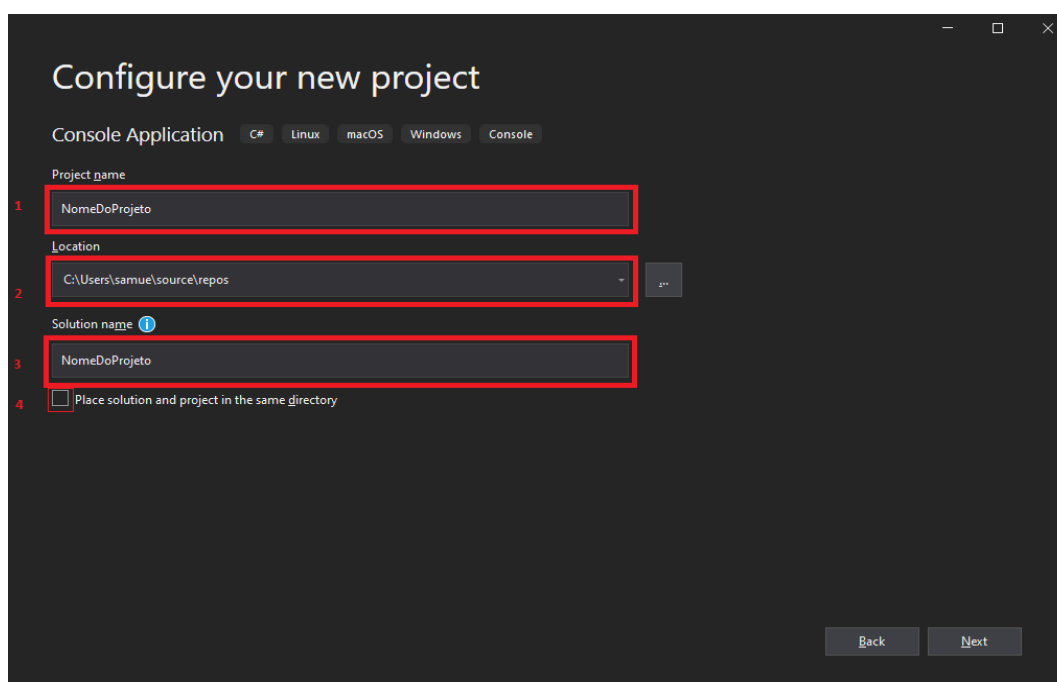 Configure your new project
Console Application C# Linux macOS Windows Console
Project name
1 NomeDoProjeto
Location
2 C:\Users\samue\source\repos ...
Solution name i
3 NomeDoProjeto
4 Place solution and project in the same directory
Back Next